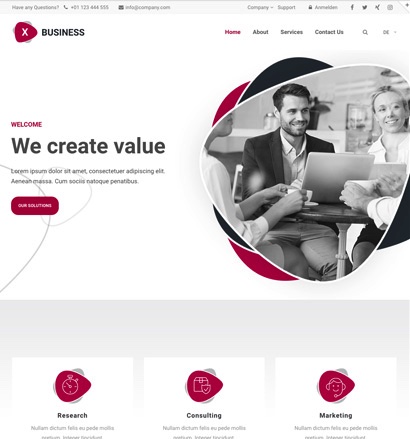 Have any Questions? +01 123 444 555 info@company.com Company Support Anmelden
X BUSINESS Home About Services Contact Us DE
WELCOME
We create value
Lorem ipsum dolor sit amet, consectetuer adipiscing elit.
Aenean massa. Cum sociis natoque penatibus.
OUR SOLUTIONS
Research Consulting Marketing
Nullam dictum felis eu pede mollis Nullam dictum felis eu pede mollis Nullam dictum felis eu pede mollis
pretium. Integer tincidunt. pretium. Integer tincidunt. pretium. Integer tincidunt.